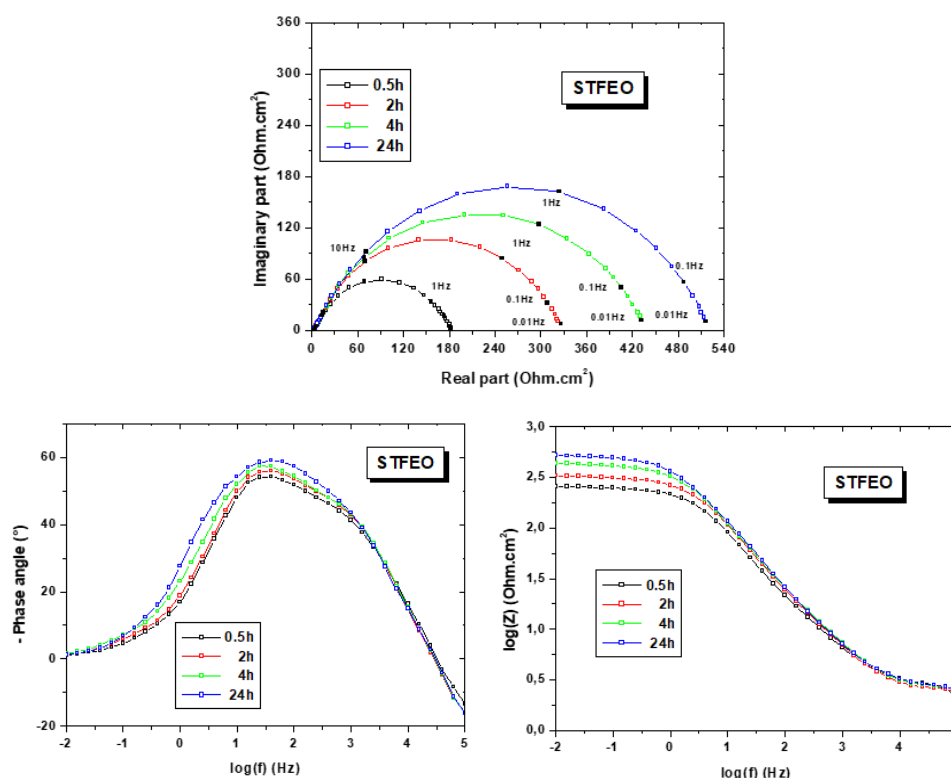 360
300
240
180
120
60
0
0 60 120 180 240 300 360 420 480 540
Imaginary part (Ohm.cm²)
Real part (Ohm.cm²)
0.5h
2h
4h
24h
STFEO
10Hz
1Hz
1Hz
1Hz
0.1Hz
0.1Hz
0.1Hz
0.01Hz
0.01Hz
0.01Hz
60
40
20
0
-20
-2 -1 0 1 2 3 4 5
- Phase angle (°)
log(f) (Hz)
STFEO
0.5h
2h
4h
24h
3,0
2,5
2,0
1,5
1,0
0,5
0,0
-2 -1 0 1 2 3 4
log(Z) (Ohm.cm²)
log(f) (Hz)
STFEO
0.5h
2h
4h
24h